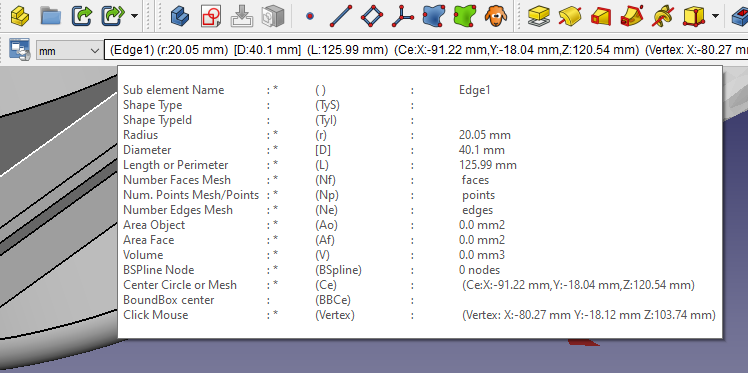 mm
(Edge1) (r:20.05 mm) [D:40.1 mm] (L:125.99 mm) (Ce:X:-91.22 mm,Y:-18.04 mm,Z:120.54 mm) (Vertex: X:-80.27 m
Sub element Name : * ( ) : Edge1
Shape Type : (TyS) :
Shape TypeId : (TyI) :
Radius : * (r) : 20.05 mm
Diameter : * [D] : 40.1 mm
Length or Perimeter : * (L) : 125.99 mm
Number Faces Mesh : * (Nf) : faces
Num. Points Mesh/Points : * (Np) : points
Number Edges Mesh : * (Ne) : edges
Area Object : * (Ao) : 0.0 mm2
Area Face : * (Af) : 0.0 mm2
Volume : * (V) : 0.0 mm3
BSPline Node : * (BSpline) : 0 nodes
Center Circle or Mesh : * (Ce) : (Ce:X:-91.22 mm,Y:-18.04 mm,Z:120.54 mm)
BoundBox center : (BBCe) :
Click Mouse : * (Vertex) : (Vertex: X:-80.27 mm Y:-18.12 mm Z:103.74 mm)